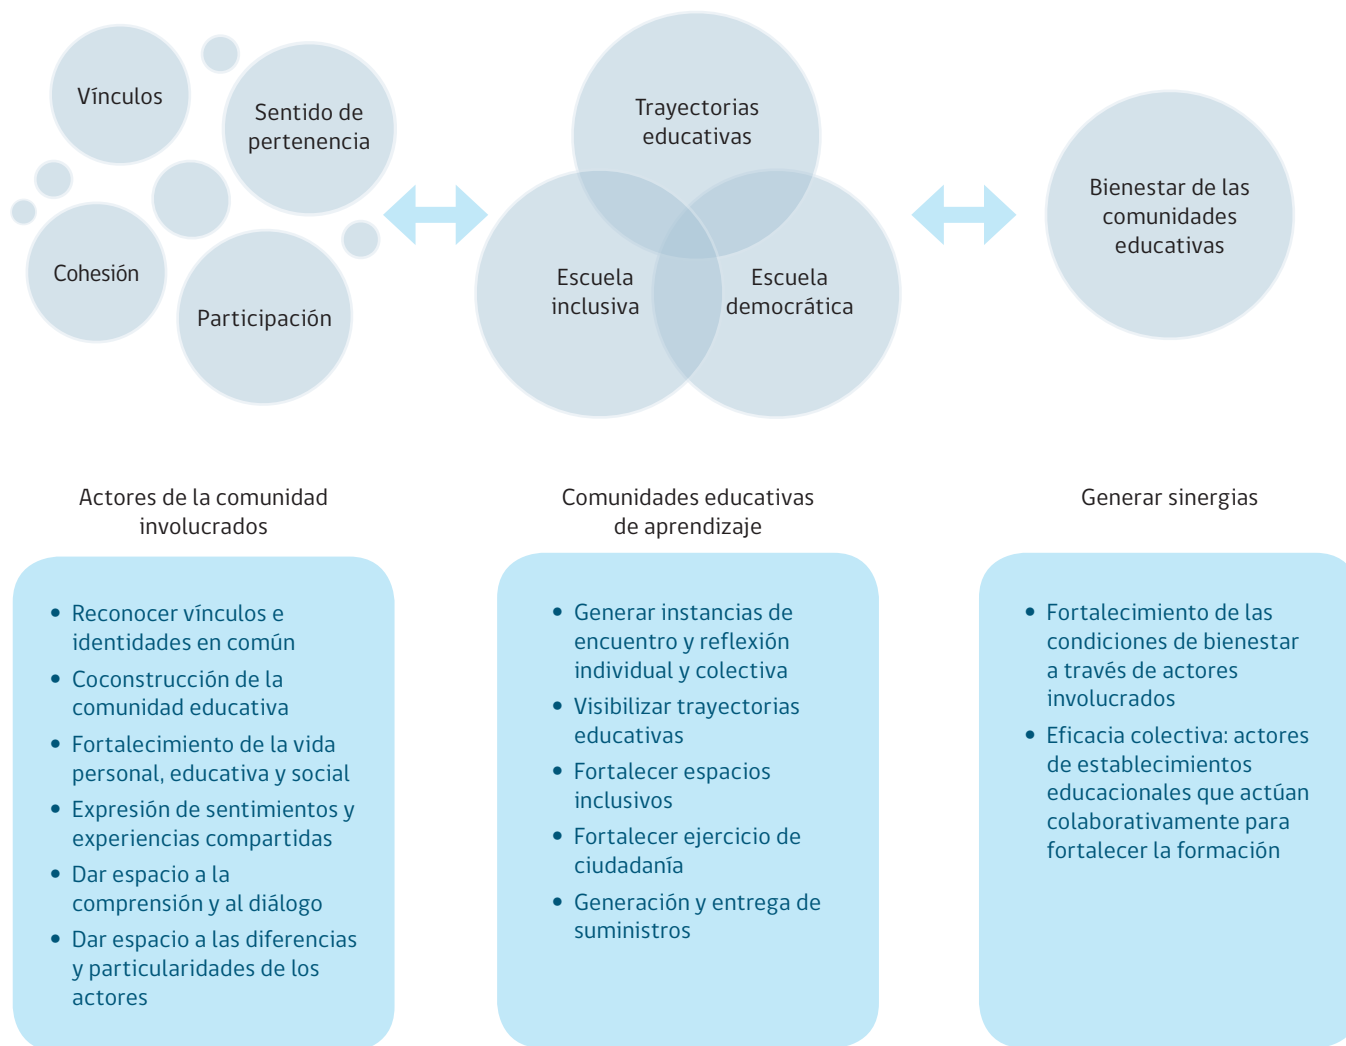 Vínculos
Sentido de
pertenencia
Cohesión
Participación
Trayectorias
educativas
Escuela
inclusiva
Escuela
democrática
Bienestar de las
comunidades
educativas
Actores de la comunidad
involucrados
• Reconocer vínculos e
identidades en común
• Coconstrucción de la
comunidad educativa
• Fortalecimiento de la vida
personal, educativa y social
• Expresión de sentimientos y
experiencias compartidas
• Dar espacio a la
comprensión y al diálogo
• Dar espacio a las diferencias
y particularidades de los
actores
Comunidades educativas
de aprendizaje
• Generar instancias de
encuentro y reflexión
individual y colectiva
• Visibilizar trayectorias
educativas
• Fortalecer espacios
inclusivos
• Fortalecer ejercicio de
ciudadanía
• Generación y entrega de
suministros
Generar sinergias
• Fortalecimiento de las
condiciones de bienestar
a través de actores
involucrados
• Eficacia colectiva: actores
de establecimientos
educacionales que actúan
colaborativamente para
fortalecer la formación